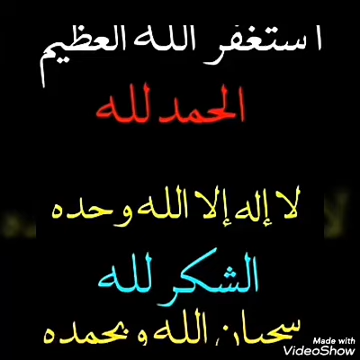 استغفر الله العظيم
الحمد لله
لا إله إلا الله وحده
الشكر لله
سبحان الله وبحمده
Made with
VideoShow